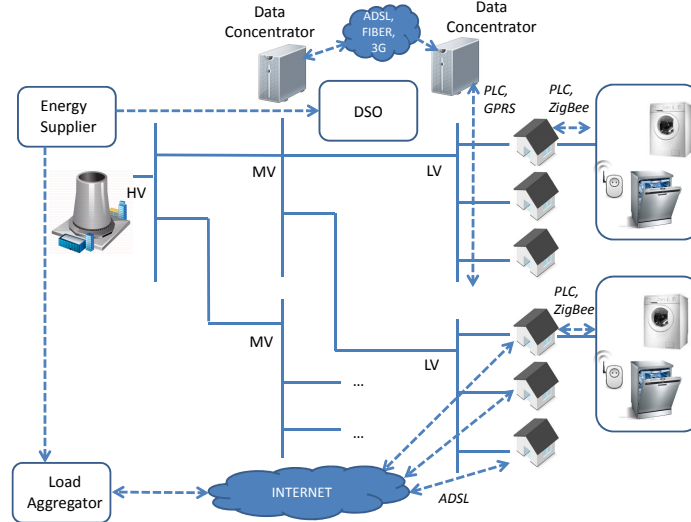 Data
Concentrator
ADSL,
FIBER,
3G
Data
Concentrator
Energy
Supplier
DSO
PLC,
GPRS
PLC,
ZigBee
HV
MV
LV
PLC,
ZigBee
MV
LV
...
...
Load
Aggregator
INTERNET
ADSL